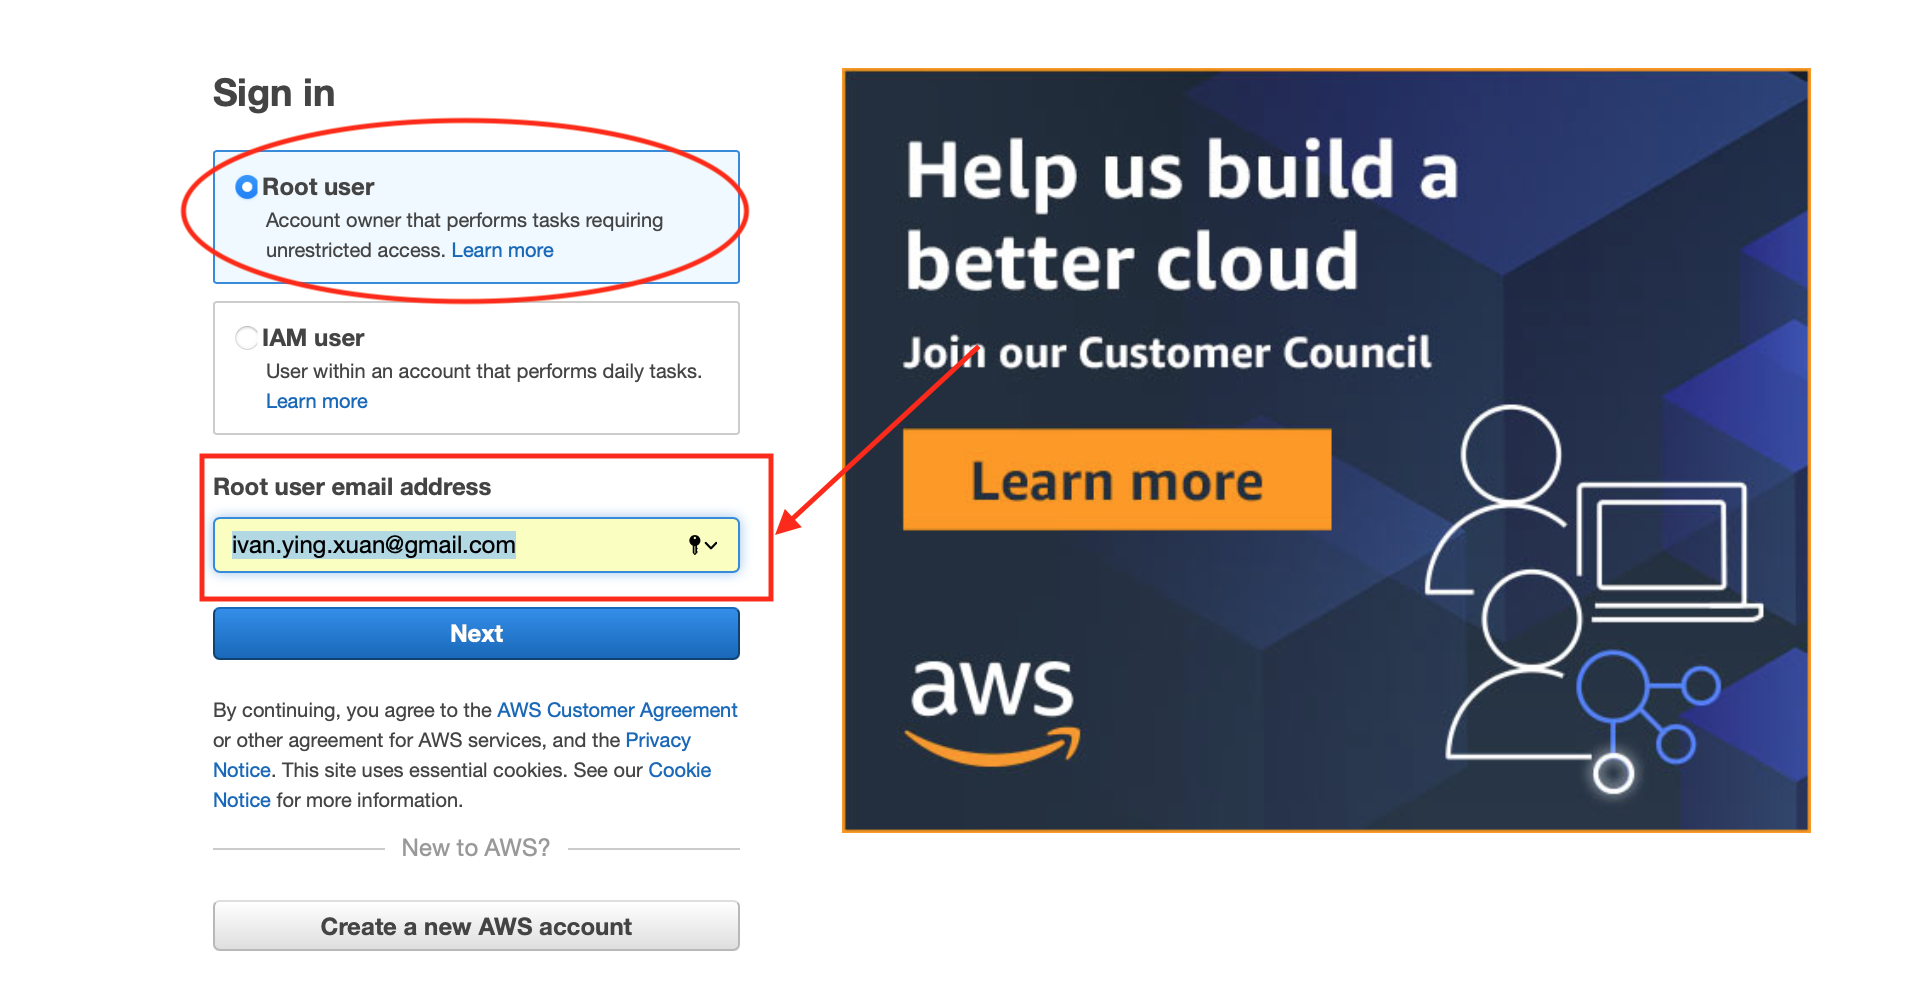 Sign in
Root user
Account owner that performs tasks requiring
unrestricted access. Learn more
IAM user
User within an account that performs daily tasks.
Learn more
Root user email address
ivan.ying.xuan@gmail.com
Next
By continuing, you agree to the AWS Customer Agreement
or other agreement for AWS services, and the Privacy
Notice. This site uses essential cookies. See our Cookie
Notice for more information.
New to AWS?
Create a new AWS account
Help us build a
better cloud
Join our Customer Council
Learn more
aws